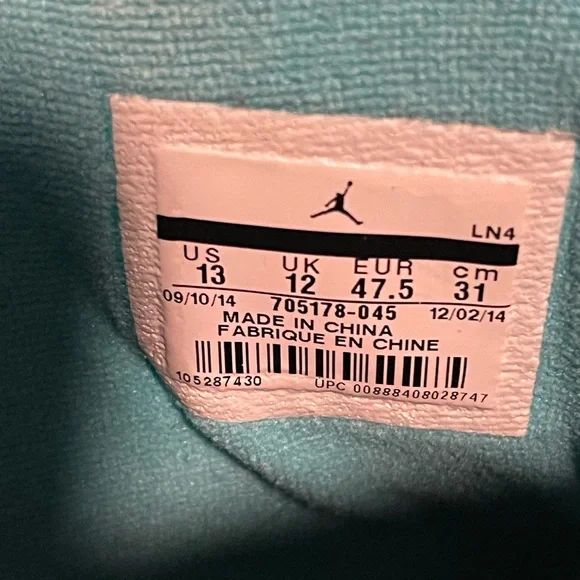 LN4
US UK EUR cm
13 12 47.5 31
09/10/14 705178-045 12/02/14
MADE IN CHINA
FABRIQUE EN CHINE
105287430 UPC 00888408028747